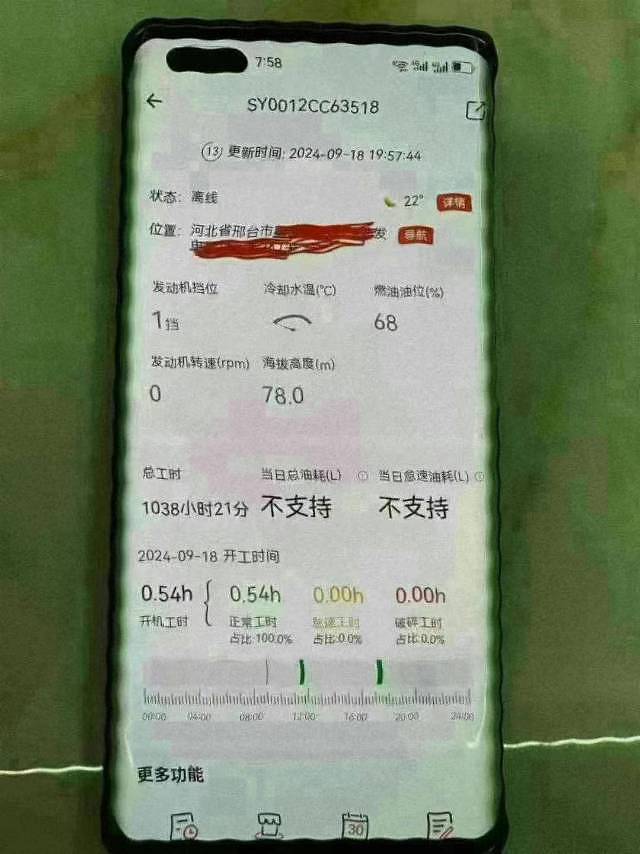 7:58
SY0012CC63518
13 更新时间: 2024-09-18 19:57:44
状态: 离线 22° 详情
位置: 河北省邢台市 发 导航
发动机挡位 冷却水温(℃) 燃油油位(%)
1挡 68
发动机转速(rpm) 海拔高度(m)
0 78.0
总工时 当日总油耗(L) 当日怠速油耗(L)
1038小时21分 不支持 不支持
2024-09-18 开工时间
0.54h 0.54h 0.00h 0.00h
开机工时 正常工时 怠速工时 破碎工时
占比:100.0% 占比:0.0% 占比:0.0%
00:00 04:00 08:00 12:00 16:00 20:00 24:00
更多功能
30